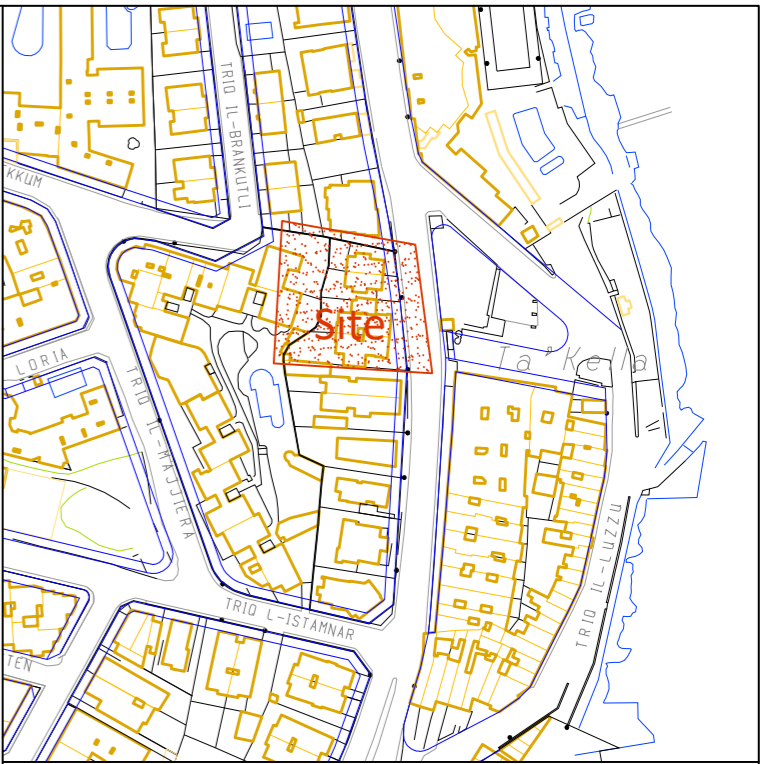 TRIQ IL-BRANKUTLI
KKUM
Site
LORIA
Ta' Kella
TRIQ IL-MAJJIERA
TRIQ IL-LUZZU
TRIQ L-ISTAMNAR
TEN